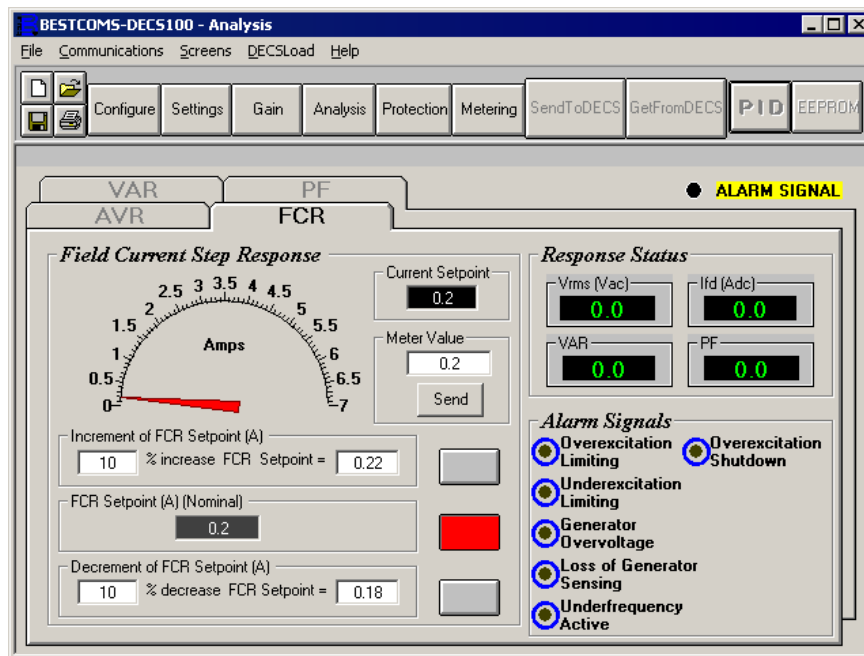 BESTCOMS-DECS100 - Analysis
File Communications Screens DECSLoad Help
Configure Settings Gain Analysis Protection Metering SendToDECS GetFromDECS PID EEPROM
VAR PF
ALARM SIGNAL
AVR FCR
Field Current Step Response
0 0.5 1 1.5 2 2.5 3 3.5 4 4.5 5 5.5 6 6.5 7
Amps
Current Setpoint
0.2
Meter Value
0.2
Send
Increment of FCR Setpoint (A)
10 % increase FCR Setpoint = 0.22
FCR Setpoint (A) (Nominal)
0.2
Decrement of FCR Setpoint (A)
10 % decrease FCR Setpoint = 0.18
Response Status
Vrms (Vac) Ifd (Adc)
0.0 0.0
VAR PF
0.0 0.0
Alarm Signals
Overexcitation
Limiting
Overexcitation
Shutdown
Underexcitation
Limiting
Generator
Overvoltage
Loss of Generator
Sensing
Underfrequency
Active